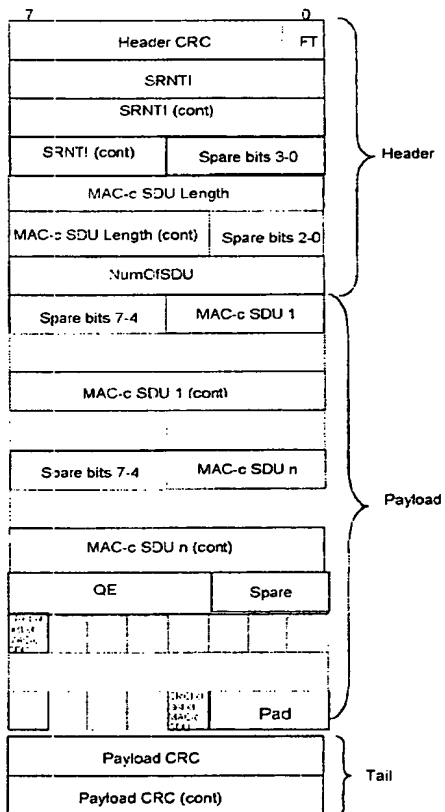 7 0
Header CRC FT
SRNTI
SRNTI (cont)
SRNTI (cont) Spare bits 3-0
Header
MAC-c SDU Length
MAC-c SDU Length (cont) Spare bits 2-0
NumOfSDU
Spare bits 7-4 MAC-c SDU 1
MAC-c SDU 1 (cont)
Spare bits 7-4 MAC-c SDU n
Payload
MAC-c SDU n (cont)
QE Spare
Pad
Payload CRC
Tail
Payload CRC (cont)